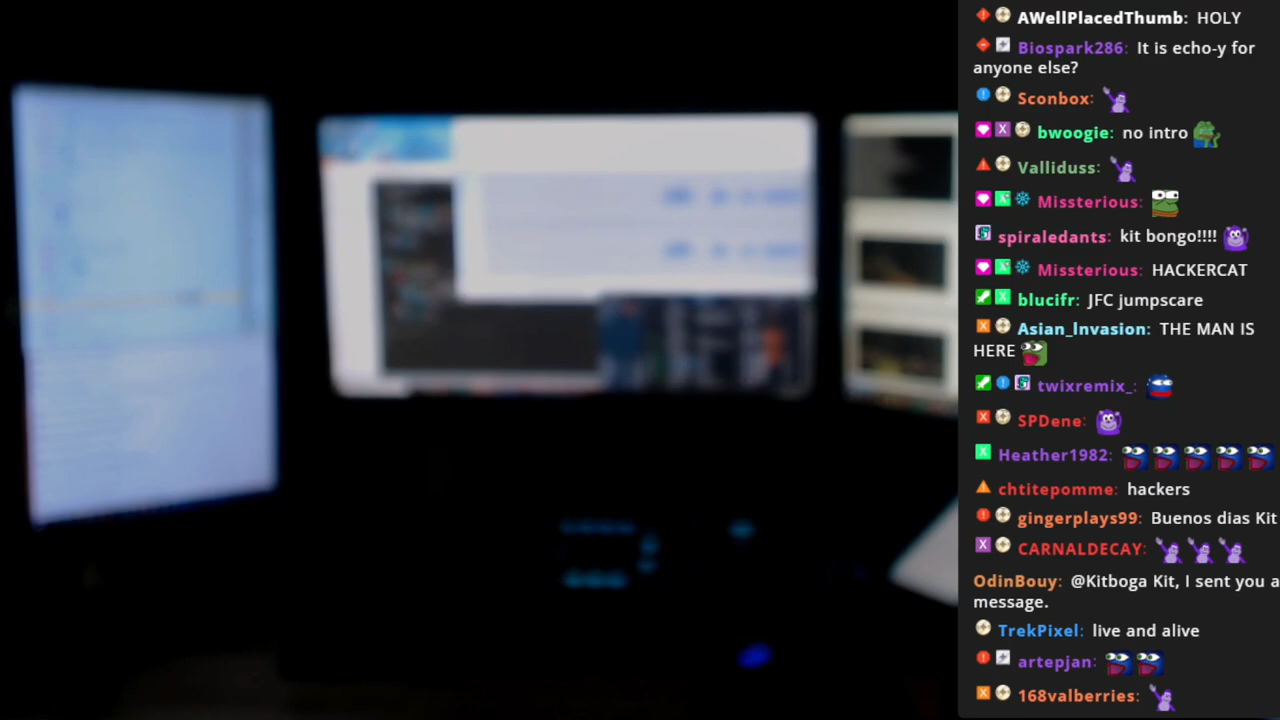 AWellPlacedThumb: HOLY
Biospark286: It is echo-y for
anyone else?
Sconbox:
bwoogie: no intro
Valliduss:
Missterious:
spiraledants: kit bongo!!!!
Missterious: HACKERCAT
blucifr: JFC jumpscare
Asian_Invasion: THE MAN IS
HERE
twixremix_:
SPDene:
Heather1982:
chtitepomme: hackers
gingerplays99: Buenos dias Kit
CARNALDECAY:
OdinBouy: @Kitboga Kit, I sent you a
message.
TrekPixel: live and alive
artepjan:
168valberries: